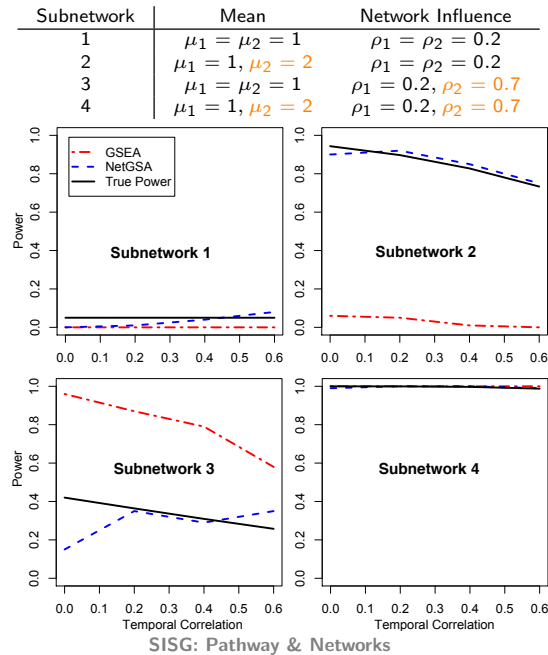 Subnetwork Mean Network Influence
1 μ₁ = μ₂ = 1 ρ₁ = ρ₂ = 0.2
2 μ₁ = 1, μ₂ = 2 ρ₁ = ρ₂ = 0.2
3 μ₁ = μ₂ = 1 ρ₁ = 0.2, ρ₂ = 0.7
4 μ₁ = 1, μ₂ = 2 ρ₁ = 0.2, ρ₂ = 0.7
Power
0.0 0.2 0.4 0.6 0.8 1.0
GSEA
NetGSA
True Power
Subnetwork 1
0.0 0.1 0.2 0.3 0.4 0.5 0.6
0.0 0.2 0.4 0.6 0.8 1.0
Subnetwork 2
0.0 0.1 0.2 0.3 0.4 0.5 0.6
Power
0.0 0.2 0.4 0.6 0.8 1.0
Subnetwork 3
0.0 0.1 0.2 0.3 0.4 0.5 0.6
Temporal Correlation
0.0 0.2 0.4 0.6 0.8 1.0
Subnetwork 4
0.0 0.1 0.2 0.3 0.4 0.5 0.6
Temporal Correlation
SISG: Pathway & Networks